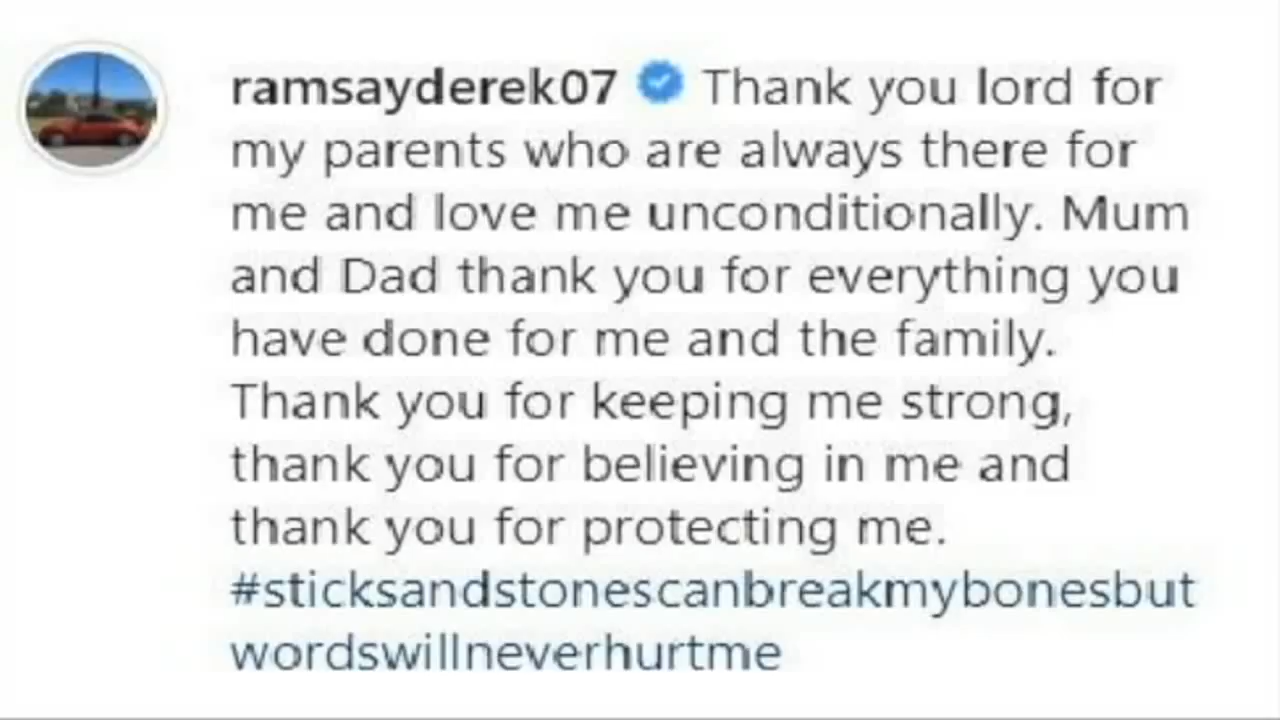 ramsayderek07 Thank you lord for
my parents who are always there for
me and love me unconditionally. Mum
and Dad thank you for everything you
have done for me and the family.
Thank you for keeping me strong,
thank you for believing in me and
thank you for protecting me.
#sticksandstonescanbreakmybonesbut
wordswillneverhurtme